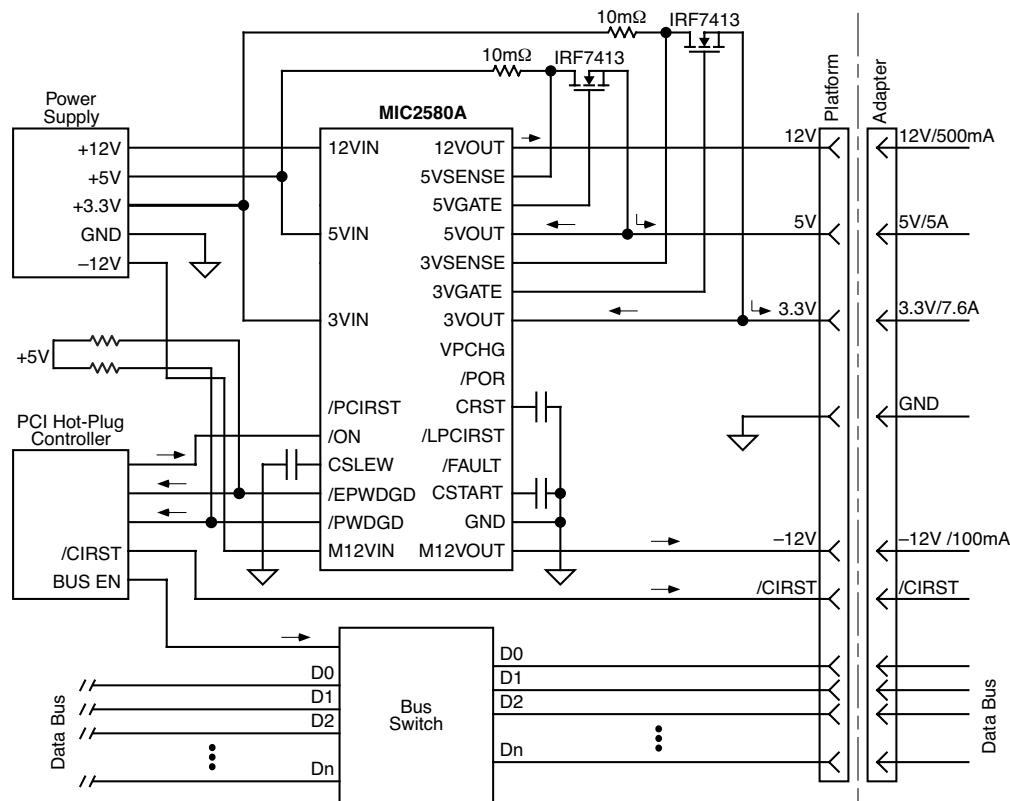 10mΩ
IRF7413
10mΩ
IRF7413
Power
Supply
+12V
+5V
+3.3V
GND
–12V
MIC2580A
12VIN
5VIN
3VIN
/PCIRST
/ON
CSLEW
/EPWDGD
/PWDGD
M12VIN
12VOUT
5VSENSE
5VGATE
5VOUT
3VSENSE
3VGATE
3VOUT
VPCHG
/POR
CRST
/LPCIRST
/FAULT
CSTART
GND
M12VOUT
+5V
PCI Hot-Plug
Controller
/CIRST
BUS EN
Platform
Adapter
12V
12V/500mA
5V
5V/5A
3.3V
3.3V/7.6A
GND
–12V
–12V /100mA
/CIRST
/CIRST
Data Bus
D0
D1
D2
Dn
Bus
Switch
D0
D1
D2
Dn
Data Bus